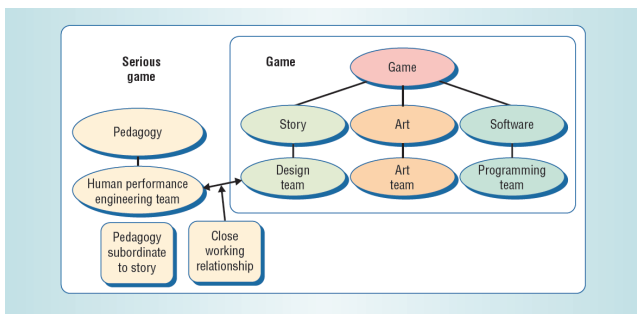 Serious
game
Game
Game
Pedagogy
Story
Art
Software
Human performance
engineering team
Design
team
Art
team
Programming
team
Pedagogy
subordinate
to story
Close
working
relationship